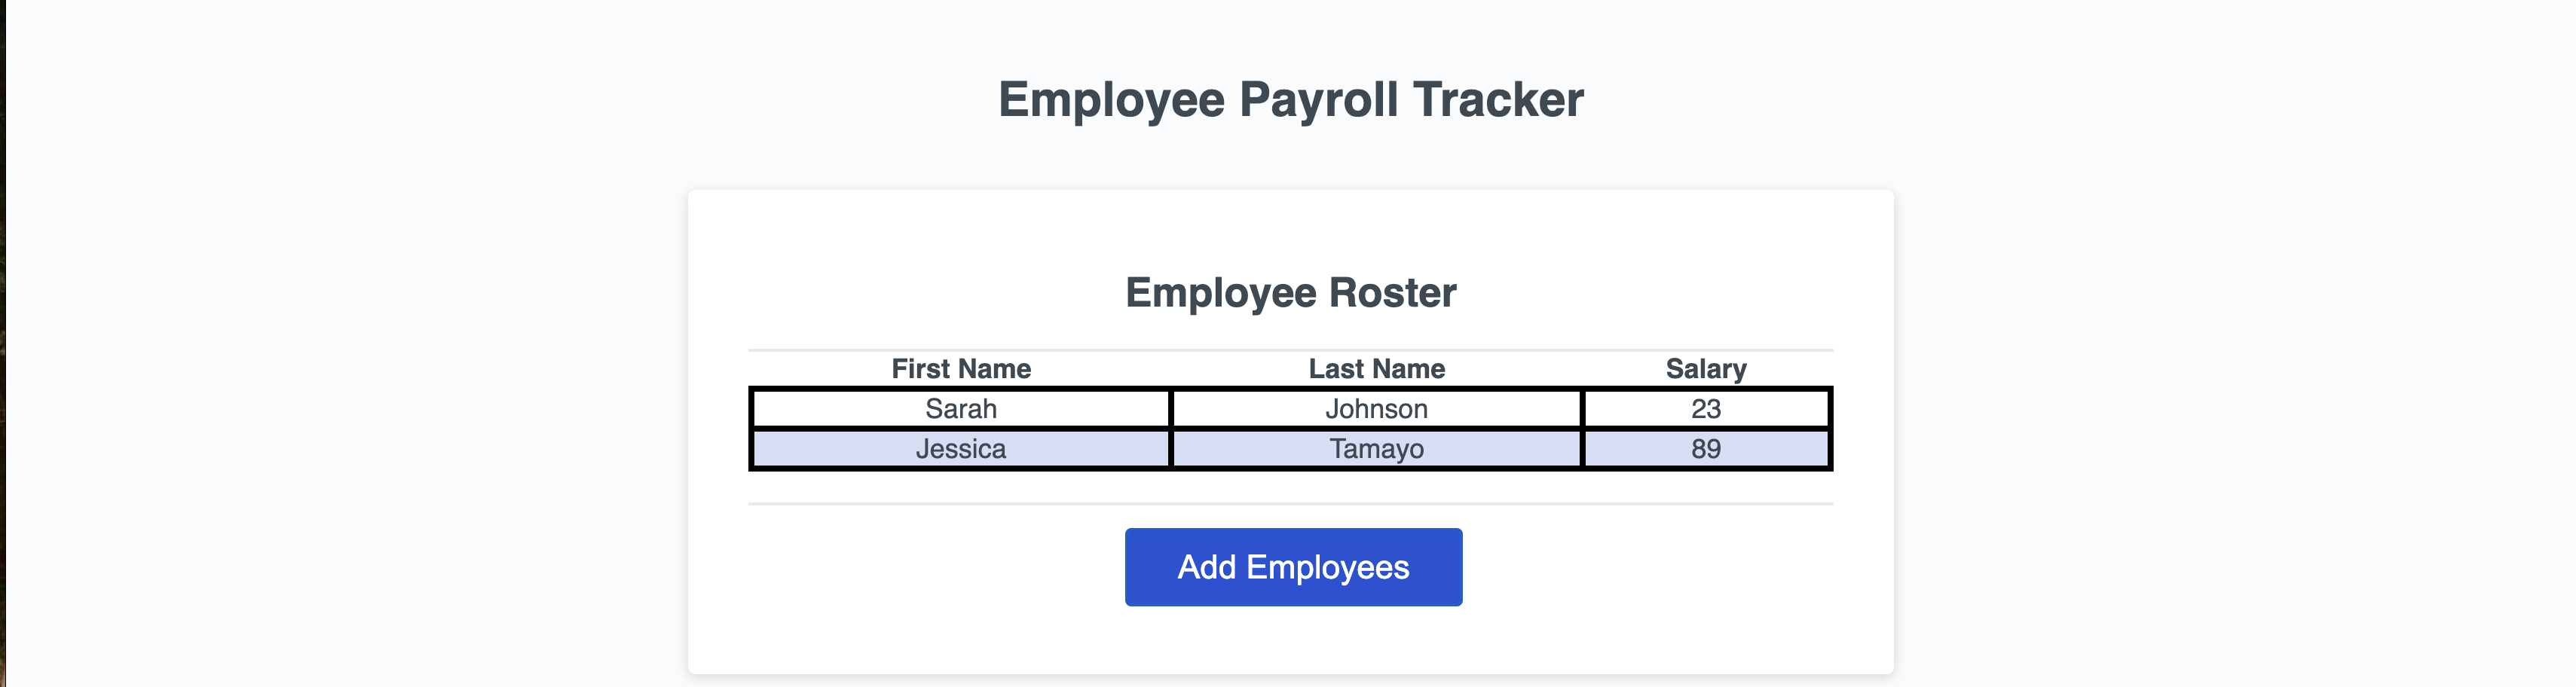 Employee Payroll Tracker
Employee Roster
First Name Last Name Salary
Sarah Johnson 23
Jessica Tamayo 89
Add Employees